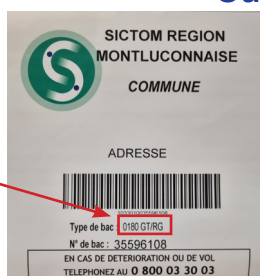 SICTOM REGION
MONTLUCONNAISE
COMMUNE
ADRESSE
Type de bac : 0180 GT/RG
N° de bac : 35596108
EN CAS DE DETERIORATION OU DE VOL
TELEPHONEZ AU 0 800 03 30 03